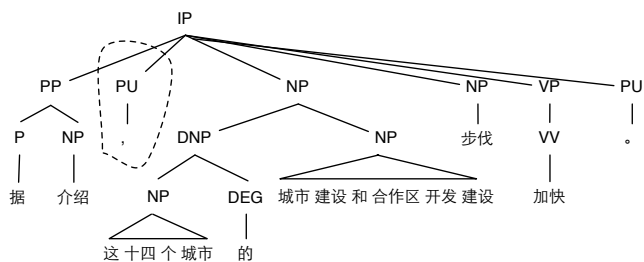 IP
PP PU NP NP VP PU
P NP , DNP NP 步伐 VV 。
据 介绍 NP DEG 城市 建设 和 合作区 开发 建设 加快
这 十四 个 城市 的